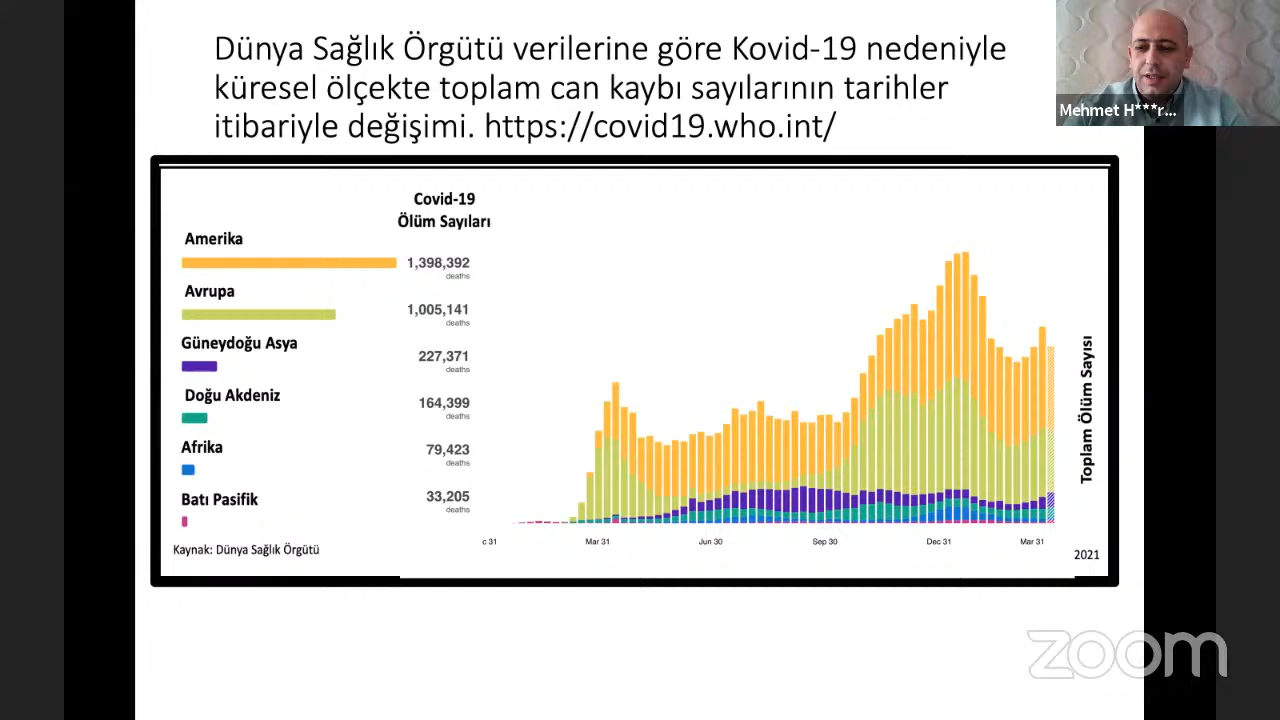 Dünya Sağlık Örgütü verilerine göre Kovid-19 nedeniyle
küresel ölçekte toplam can kaybı sayılarının tarihler
itibariyle değişimi. https://covid19.who.int/
Mehmet H***r...
Covid-19
Ölüm Sayıları
Amerika
1,398,392
deaths
Avrupa
1,005,141
deaths
Güneydoğu Asya
227,371
deaths
Doğu Akdeniz
164,399
deaths
Afrika
79,423
deaths
Batı Pasifik
33,205
deaths
Kaynak: Dünya Sağlık Örgütü
c 31 Mar 31 Jun 30 Sep 30 Dec 31 Mar 31
2021
Toplam Ölüm Sayısı
zoom